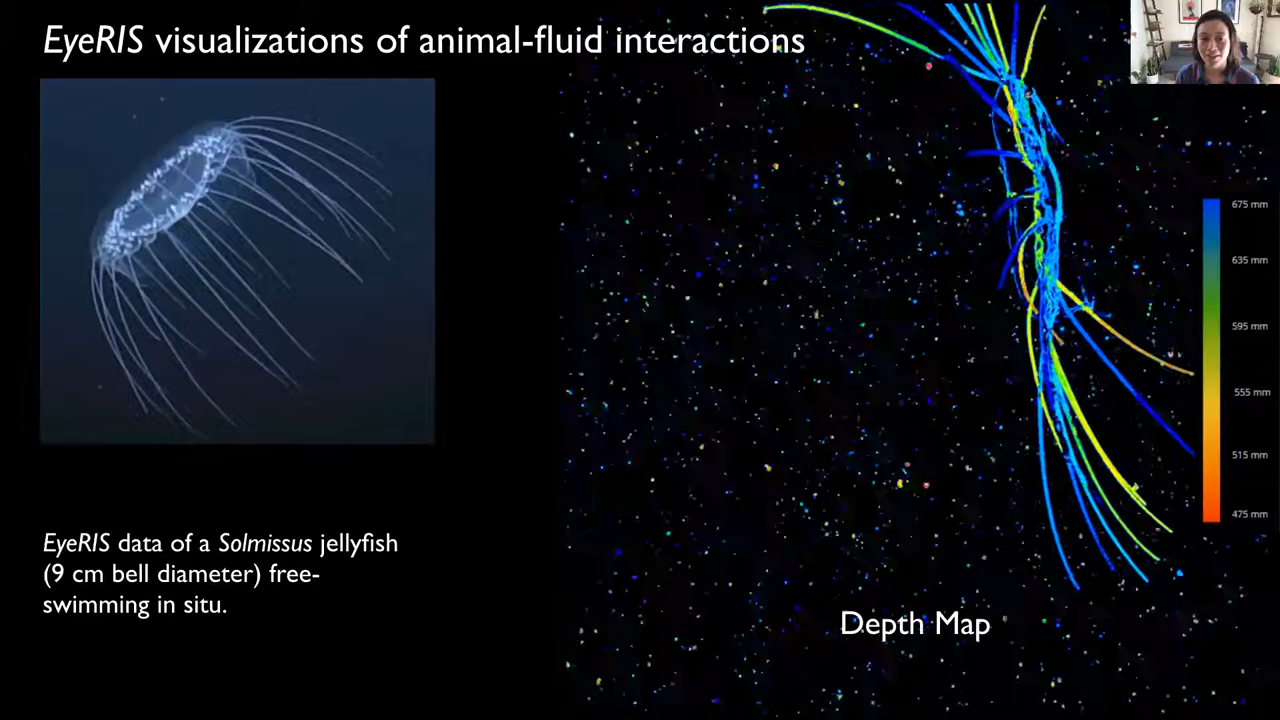 EyeRIS visualizations of animal-fluid interactions
675 mm
635 mm
595 mm
555 mm
515 mm
475 mm
EyeRIS data of a Solmissus jellyfish
(9 cm bell diameter) free-
swimming in situ.
Depth Map